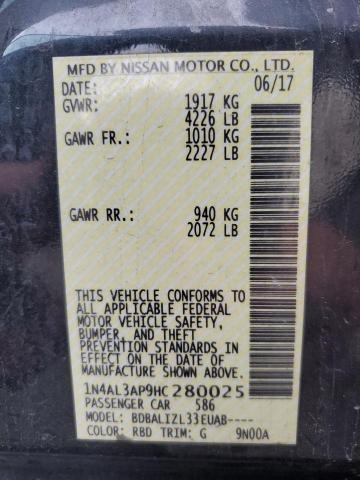 MFD BY NISSAN MOTOR CO., LTD.
DATE: 06/17
GVWR: 1917 KG
4226 LB
GAWR FR.: 1010 KG
2227 LB
GAWR RR.: 940 KG
2072 LB
THIS VEHICLE CONFORMS TO
ALL APPLICABLE FEDERAL
MOTOR VEHICLE SAFETY,
BUMPER, AND THEFT
PREVENTION STANDARDS IN
EFFECT ON THE DATE OF
MANUFACTURE SHOWN ABOVE.
1N4AL3AP9HC280025
PASSENGER CAR 586
MODEL: BDBALIZL33EUAB----
COLOR: RBD TRIM: G 9N00A